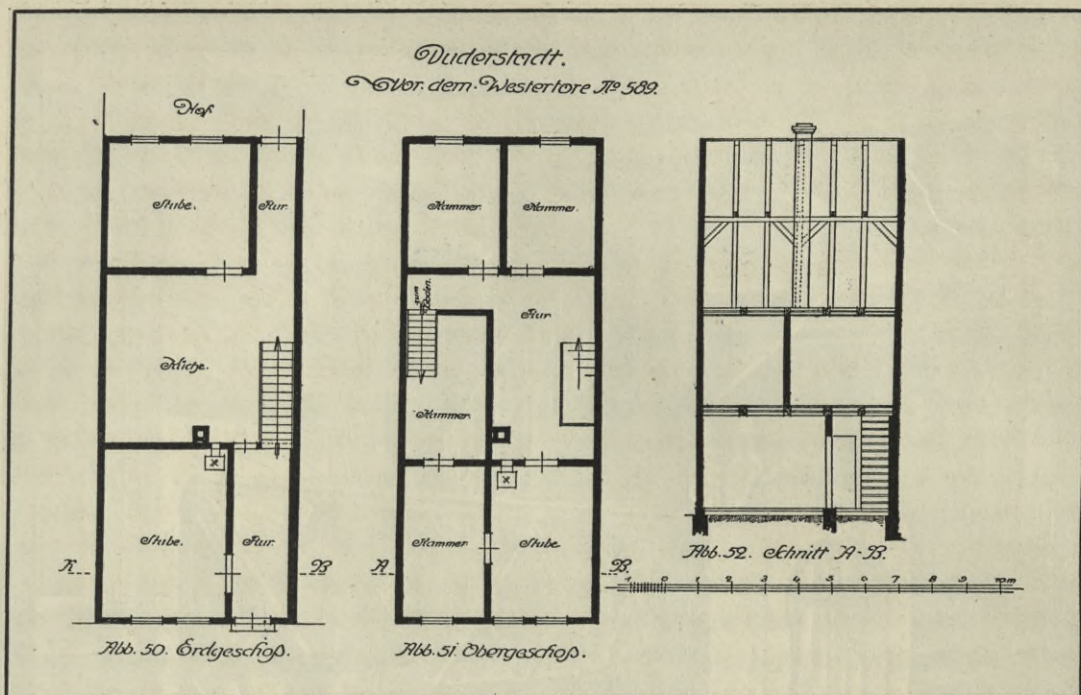 Duderstadt.
Vor dem Westertore No 589.
Hof
Stube.
Flur.
Küche.
Stube.
Flur.
A
B
Abb. 50. Erdgeschoß.
Kammer.
Kammer.
zum
Boden.
Flur
Kammer.
Kammer
Stube
A
B.
Abb. 51. Obergeschoß.
Abb. 52. Schnitt A-B.
1 0 1 2 3 4 5 6 7 8 9 10 m